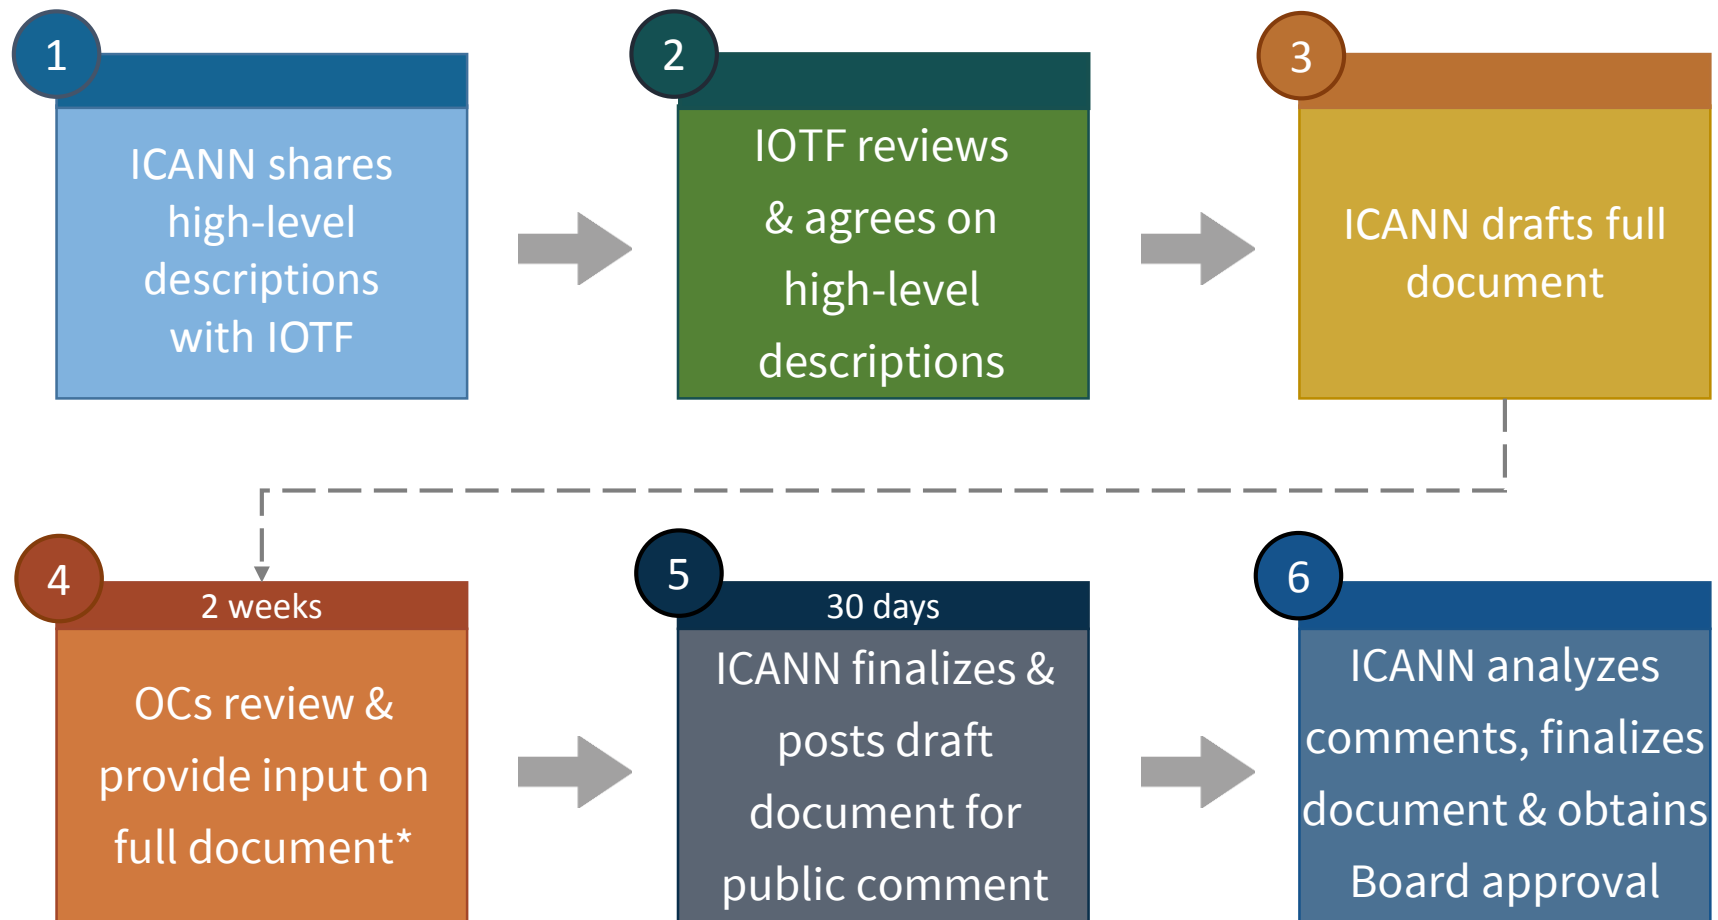 1
ICANN shares
high-level
descriptions
with IOTF
2
IOTF reviews
& agrees on
high-level
descriptions
3
ICANN drafts full
document
4
2 weeks
OCs review &
provide input on
full document*
5
30 days
ICANN finalizes &
posts draft
document for
public comment
6
ICANN analyzes
comments, finalizes
document & obtains
Board approval